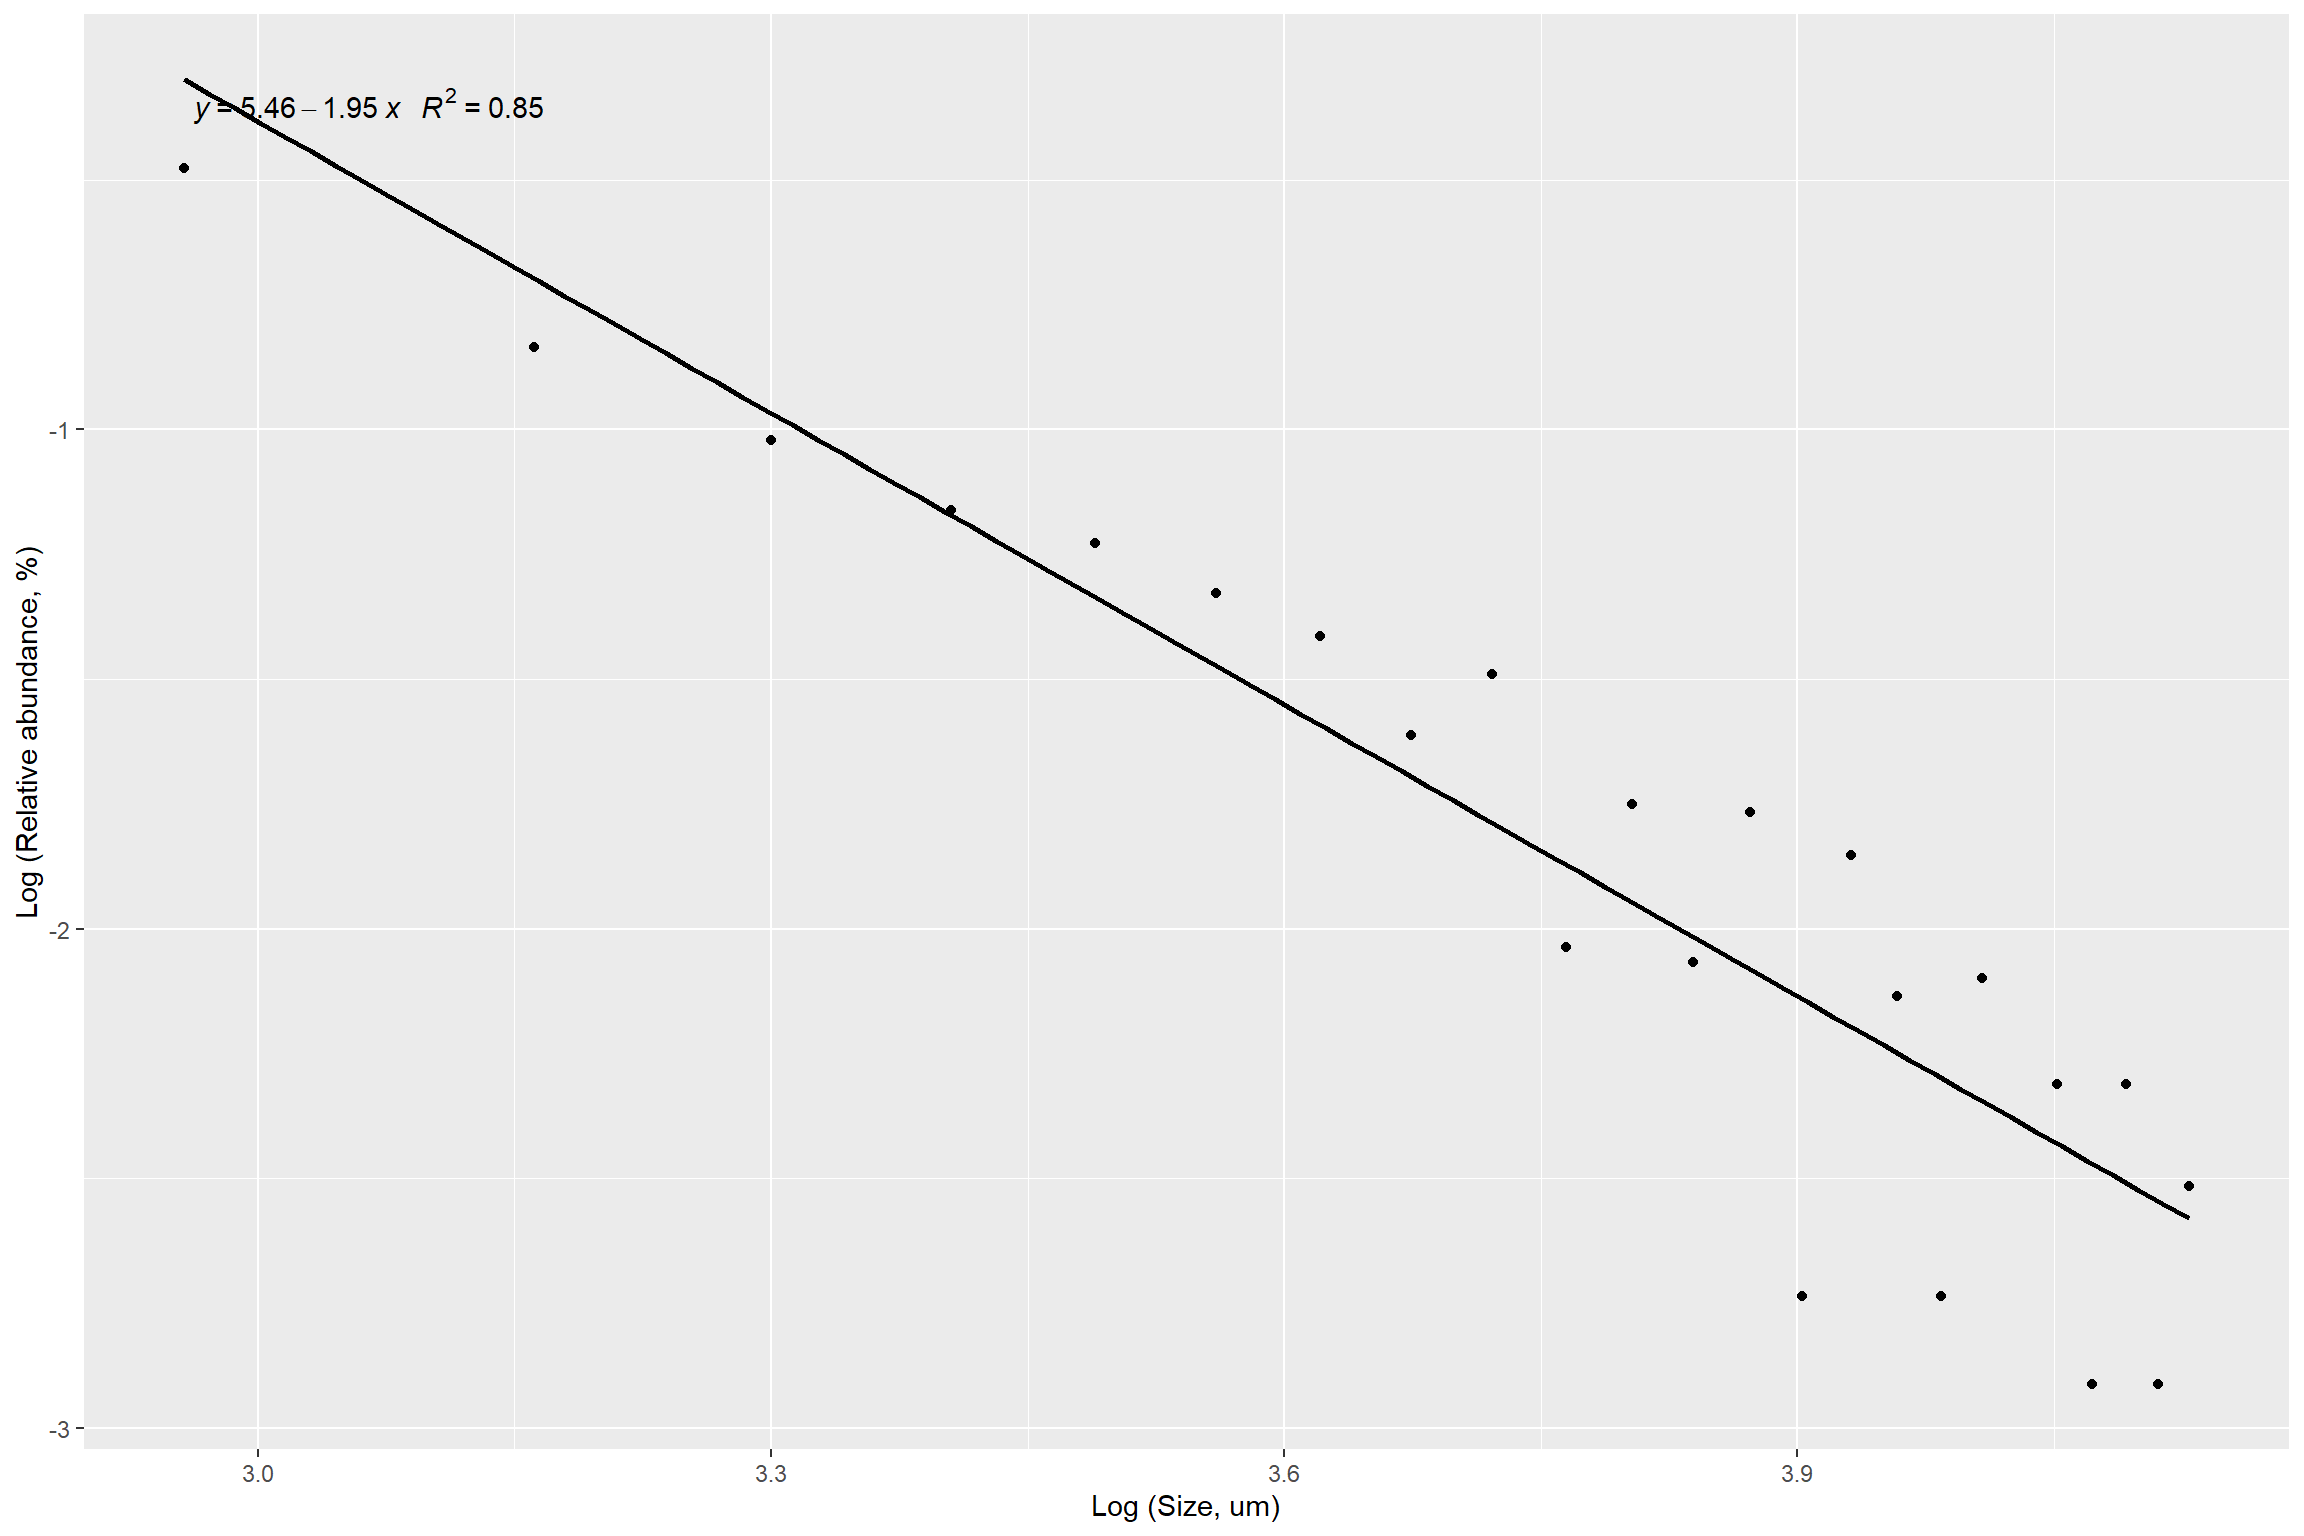 y = 5.46 − 1.95 x   R² = 0.85
-1
-2
-3
Log (Relative abundance, %)
3.0 3.3 3.6 3.9
Log (Size, um)